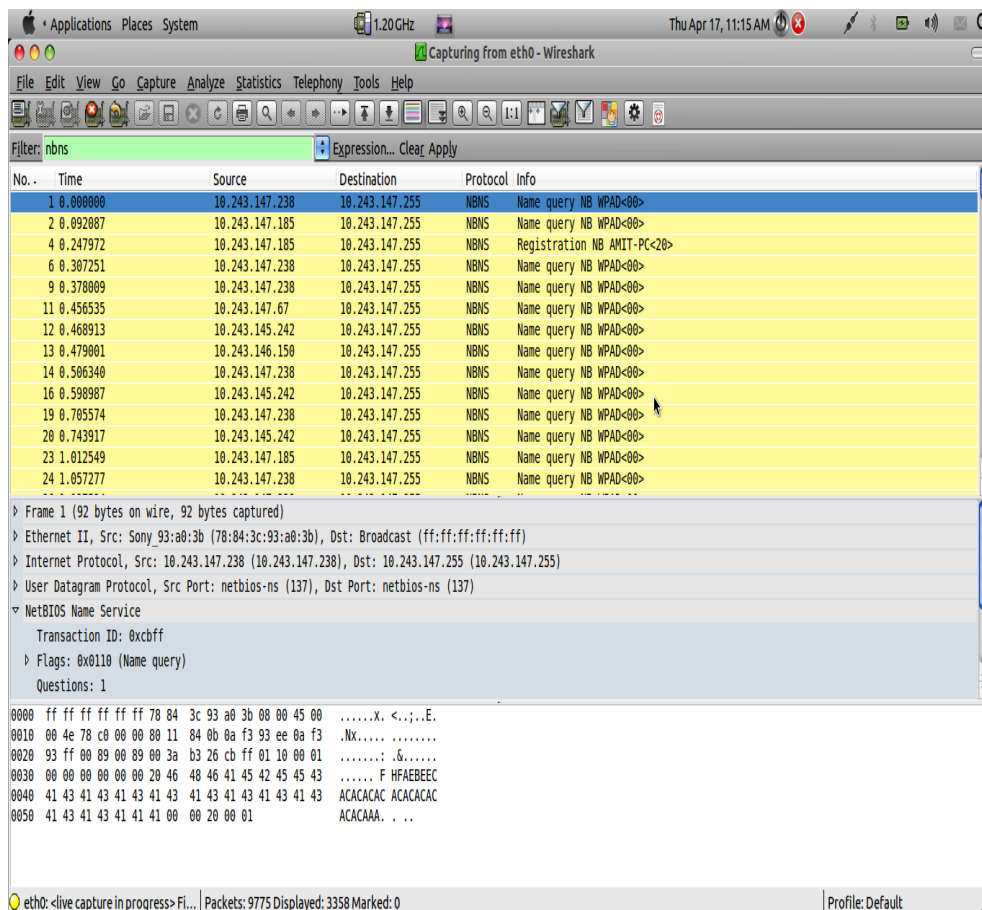 Applications Places System 1.20 GHz Thu Apr 17, 11:15 AM
Capturing from eth0 - Wireshark
File Edit View Go Capture Analyze Statistics Telephony Tools Help
1:1
Filter: nbns Expression... Clear Apply
No. . Time Source Destination Protocol Info
1 0.000000 10.243.147.238 10.243.147.255 NBNS Name query NB WPAD<00>
2 0.092087 10.243.147.185 10.243.147.255 NBNS Name query NB WPAD<00>
4 0.247972 10.243.147.185 10.243.147.255 NBNS Registration NB AMIT-PC<20>
6 0.307251 10.243.147.238 10.243.147.255 NBNS Name query NB WPAD<00>
9 0.378009 10.243.147.238 10.243.147.255 NBNS Name query NB WPAD<00>
11 0.456535 10.243.147.67 10.243.147.255 NBNS Name query NB WPAD<00>
12 0.468913 10.243.145.242 10.243.147.255 NBNS Name query NB WPAD<00>
13 0.479001 10.243.146.150 10.243.147.255 NBNS Name query NB WPAD<00>
14 0.506340 10.243.147.238 10.243.147.255 NBNS Name query NB WPAD<00>
16 0.598987 10.243.145.242 10.243.147.255 NBNS Name query NB WPAD<00>
19 0.705574 10.243.147.238 10.243.147.255 NBNS Name query NB WPAD<00>
20 0.743917 10.243.145.242 10.243.147.255 NBNS Name query NB WPAD<00>
23 1.012549 10.243.147.185 10.243.147.255 NBNS Name query NB WPAD<00>
24 1.057277 10.243.147.238 10.243.147.255 NBNS Name query NB WPAD<00>
Frame 1 (92 bytes on wire, 92 bytes captured)
Ethernet II, Src: Sony_93:a0:3b (78:84:3c:93:a0:3b), Dst: Broadcast (ff:ff:ff:ff:ff:ff)
Internet Protocol, Src: 10.243.147.238 (10.243.147.238), Dst: 10.243.147.255 (10.243.147.255)
User Datagram Protocol, Src Port: netbios-ns (137), Dst Port: netbios-ns (137)
NetBIOS Name Service
Transaction ID: 0xcbff
Flags: 0x0110 (Name query)
Questions: 1
0000 ff ff ff ff ff ff 78 84 3c 93 a0 3b 08 00 45 00 ......x. <..;..E.
0010 00 4e 78 c0 00 00 80 11 84 0b 0a f3 93 ee 0a f3 .Nx..... ........
0020 93 ff 00 89 00 89 00 3a b3 26 cb ff 01 10 00 01 .......: .&......
0030 00 00 00 00 00 00 20 46 48 46 41 45 42 45 45 43 ...... F HFAEBEEC
0040 41 43 41 43 41 43 41 43 41 43 41 43 41 43 41 43 ACACACAC ACACACAC
0050 41 43 41 43 41 41 41 00 00 20 00 01 ACACAAA. . ..
eth0: <live capture in progress> Fi... Packets: 9775 Displayed: 3358 Marked: 0 Profile: Default